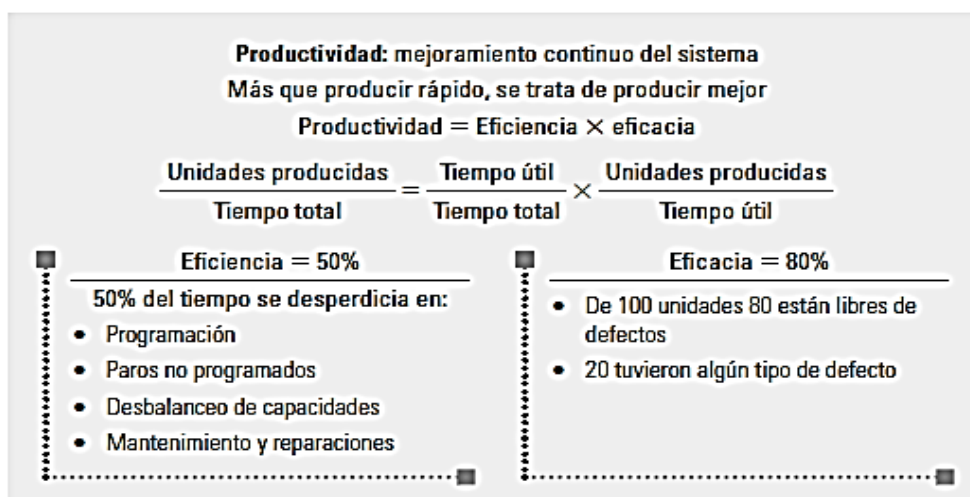 Productividad: mejoramiento continuo del sistema
Más que producir rápido, se trata de producir mejor
Productividad = Eficiencia × eficacia
Unidades producidas / Tiempo total = Tiempo útil / Tiempo total × Unidades producidas / Tiempo útil
Eficiencia = 50%
50% del tiempo se desperdicia en:
• Programación
• Paros no programados
• Desbalanceo de capacidades
• Mantenimiento y reparaciones
Eficacia = 80%
• De 100 unidades 80 están libres de
defectos
• 20 tuvieron algún tipo de defecto